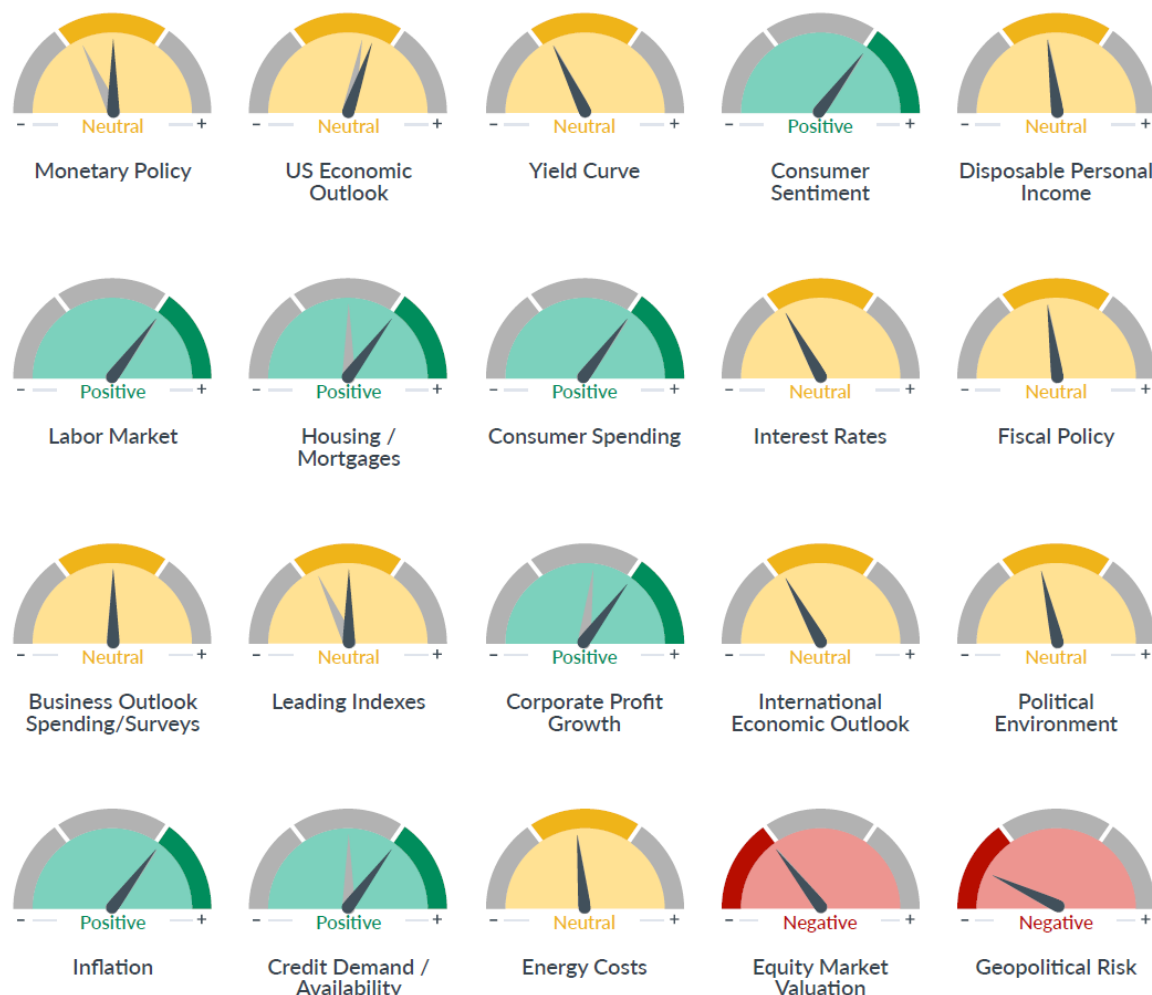 - Neutral +
- Neutral +
- Neutral +
- Positive +
- Neutral +
Monetary Policy
US Economic
Outlook
Yield Curve
Consumer
Sentiment
Disposable Personal
Income
- Positive +
- Positive +
- Positive +
- Neutral +
- Neutral +
Labor Market
Housing /
Mortgages
Consumer Spending
Interest Rates
Fiscal Policy
- Neutral +
- Neutral +
- Positive +
- Neutral +
- Neutral +
Business Outlook
Spending/Surveys
Leading Indexes
Corporate Profit
Growth
International
Economic Outlook
Political
Environment
- Positive +
- Positive +
- Neutral +
- Negative +
- Negative +
Inflation
Credit Demand /
Availability
Energy Costs
Equity Market
Valuation
Geopolitical Risk